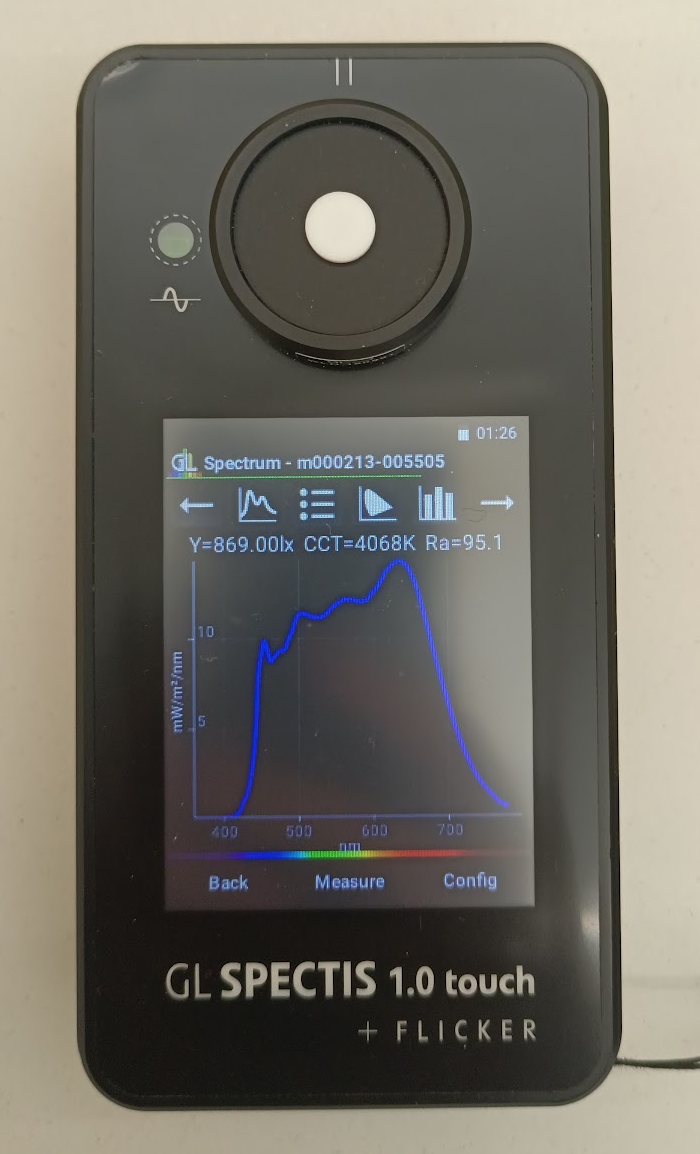 01:26
GL Spectrum - m000213-005505
Y=869.00lx CCT=4068K Ra=95.1
mW/m²/nm
10
5
400 500 600 700
nm
Back Measure Config
GL SPECTIS 1.0 touch
+ FLICKER